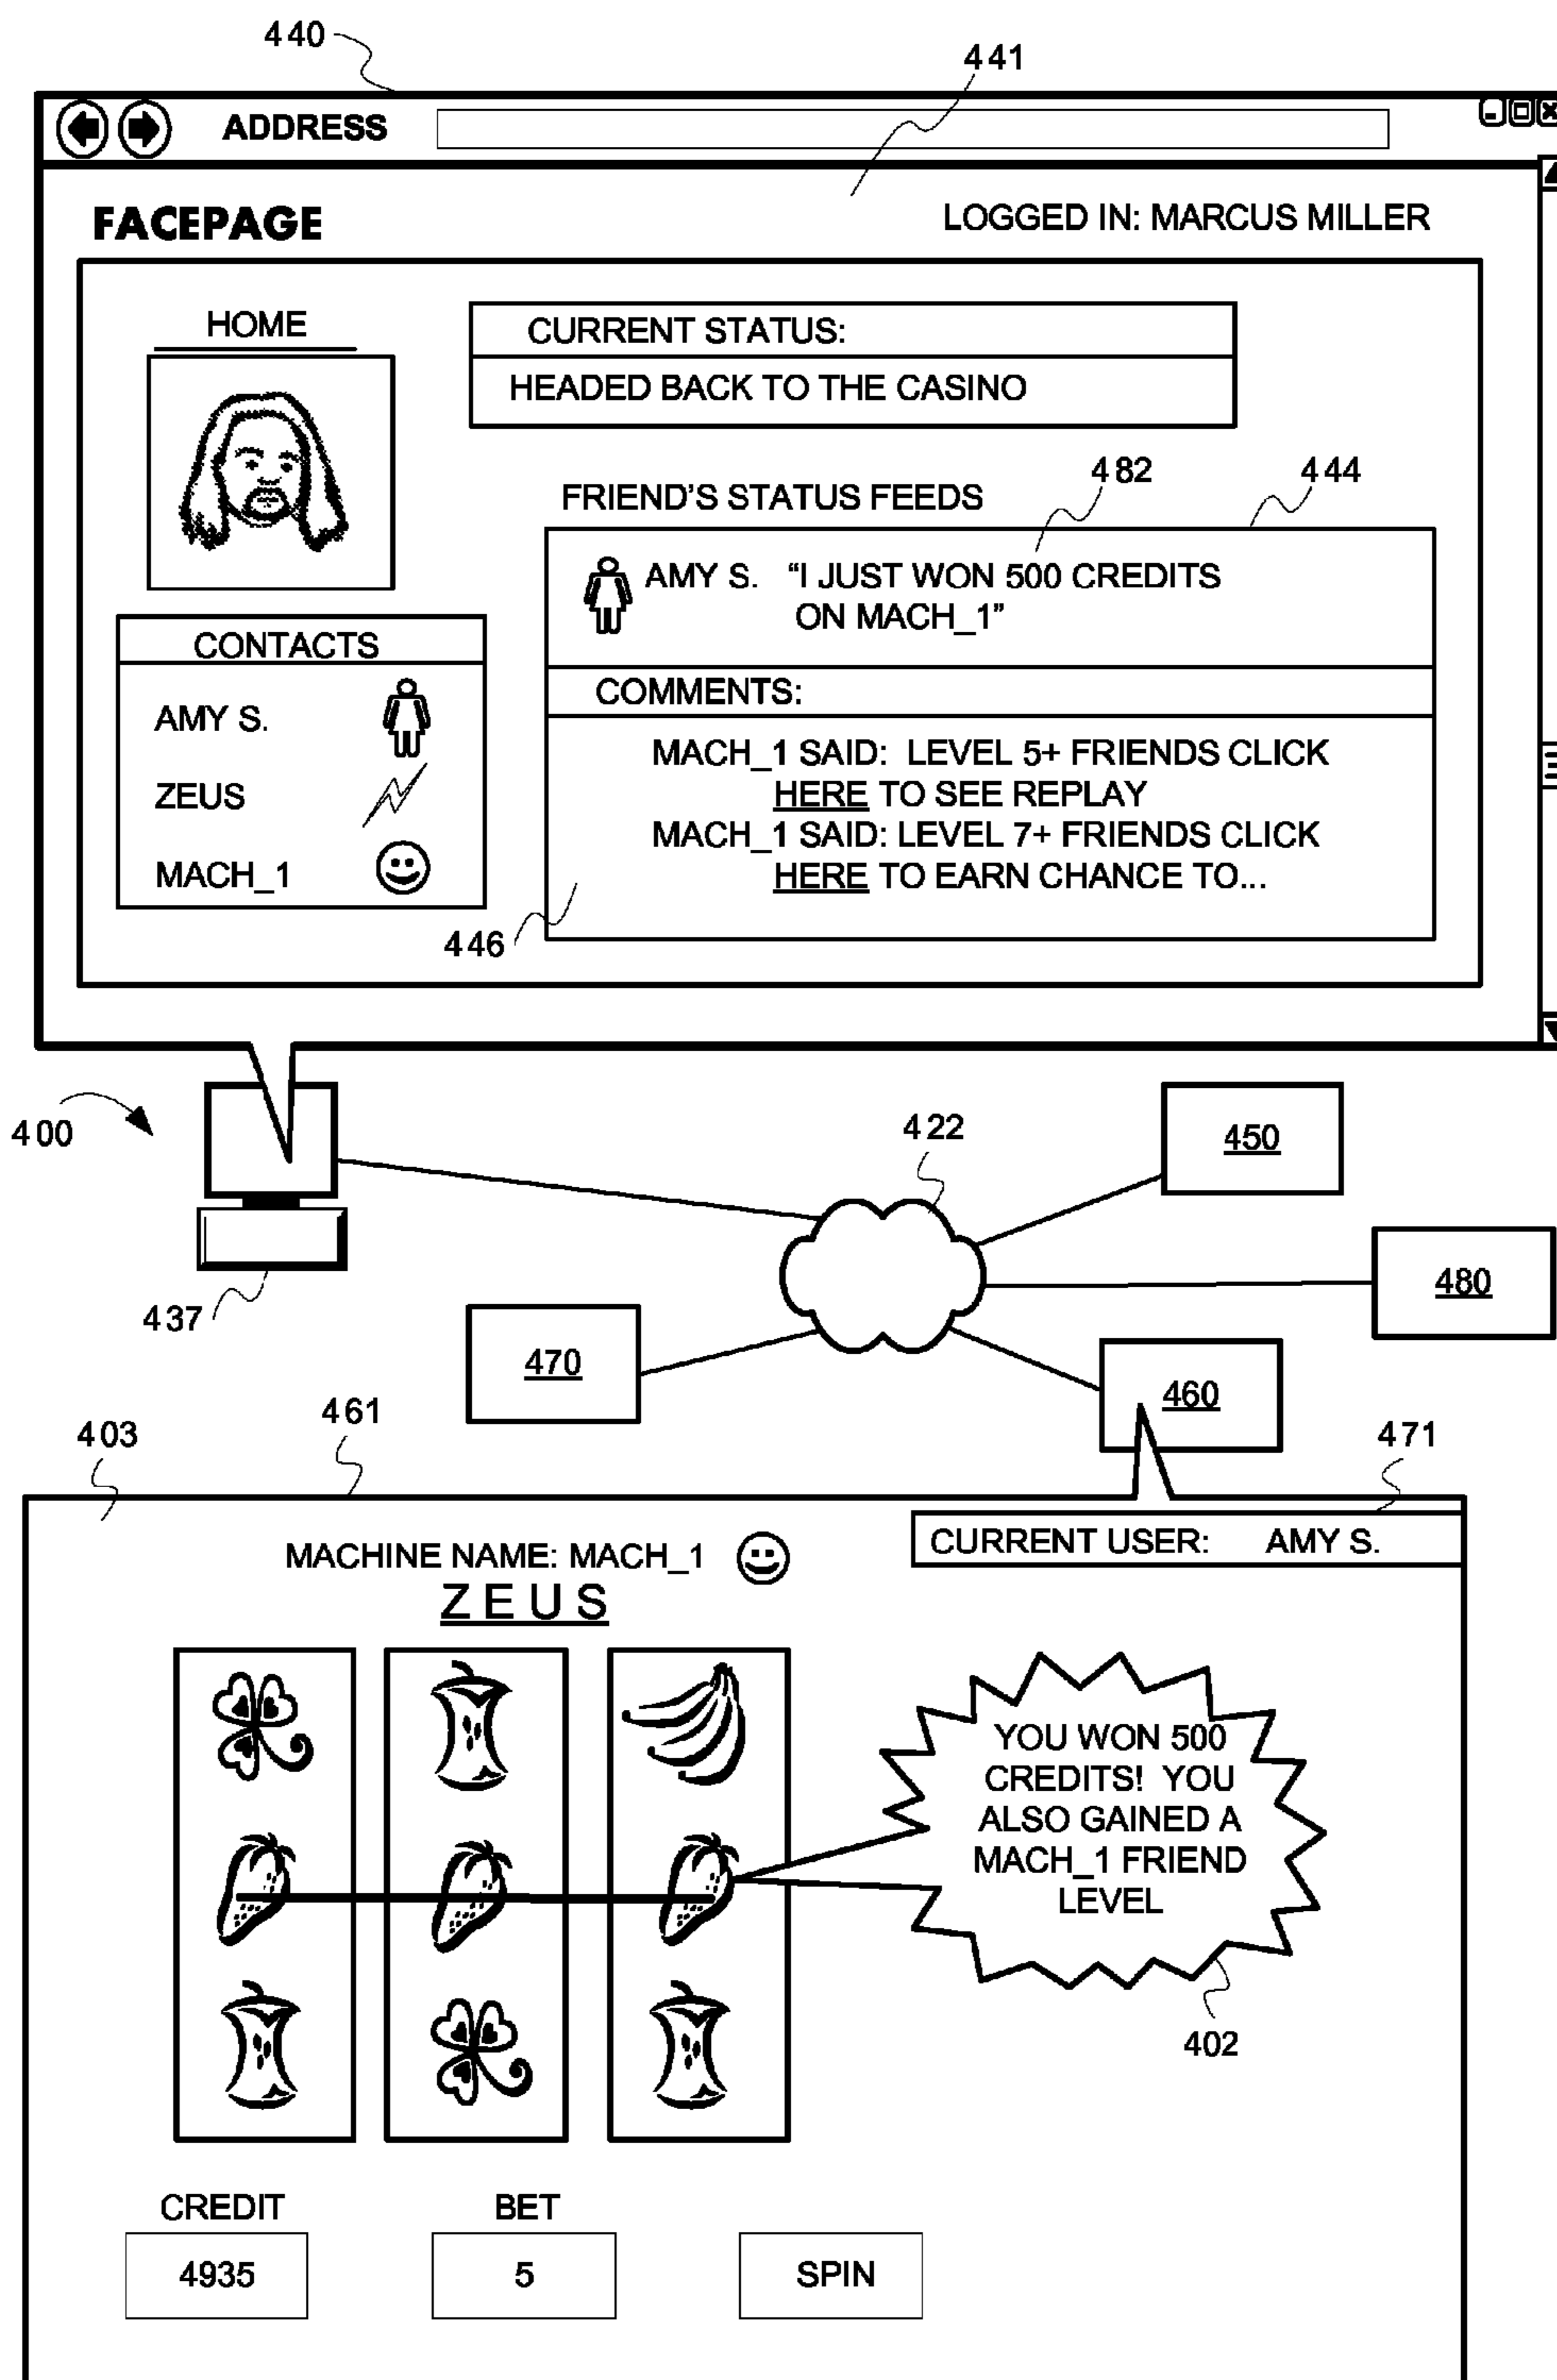 440
441
ADDRESS
FACEPAGE
LOGGED IN: MARCUS MILLER
HOME
CURRENT STATUS:
HEADED BACK TO THE CASINO
482
444
FRIEND'S STATUS FEEDS
AMY S. “I JUST WON 500 CREDITS
ON MACH_1”
CONTACTS
AMY S.
ZEUS
MACH_1
COMMENTS:
MACH_1 SAID: LEVEL 5+ FRIENDS CLICK
HERE TO SEE REPLAY
MACH_1 SAID: LEVEL 7+ FRIENDS CLICK
HERE TO EARN CHANCE TO...
446
400
422
450
480
437
470
460
403
461
471
MACHINE NAME: MACH_1
CURRENT USER: AMY S.
ZEUS
YOU WON 500
CREDITS! YOU
ALSO GAINED A
MACH_1 FRIEND
LEVEL
402
CREDIT
BET
4935
5
SPIN